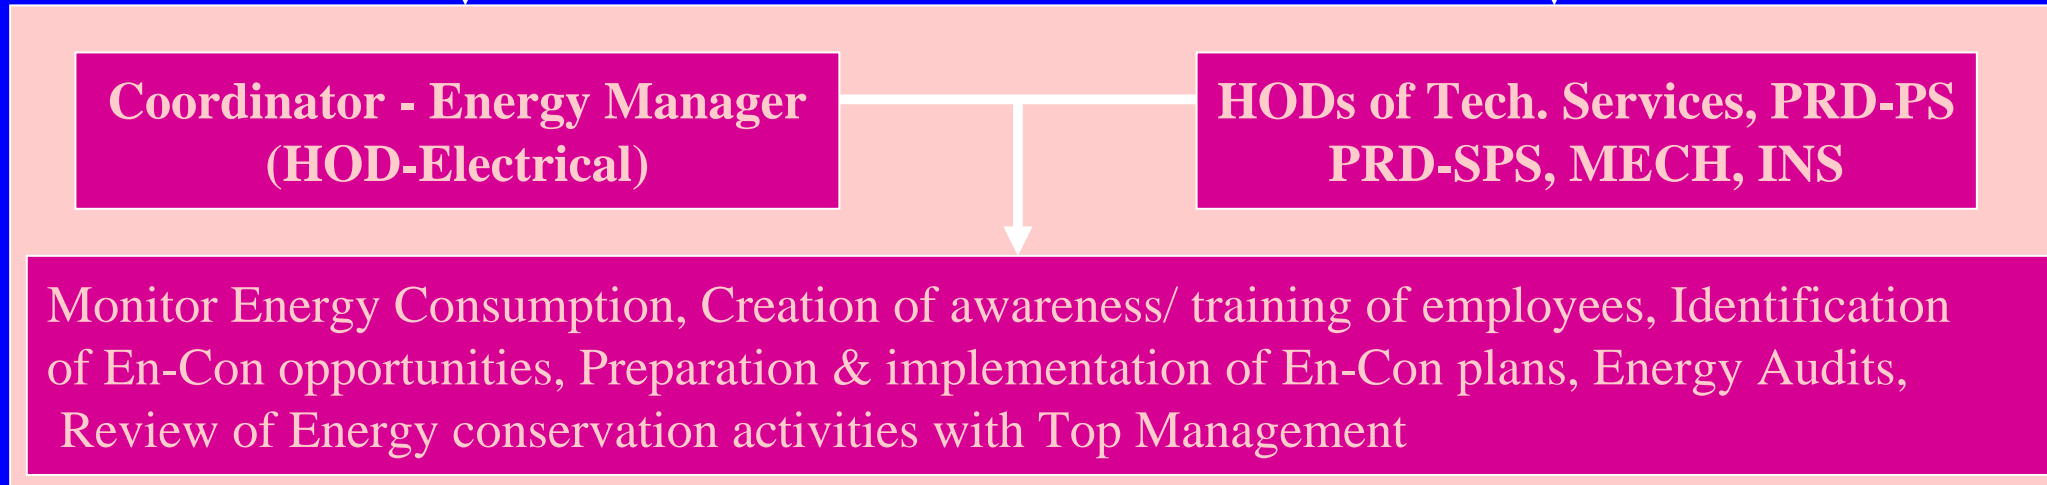 Coordinator - Energy Manager
(HOD-Electrical)
HODs of Tech. Services, PRD-PS
PRD-SPS, MECH, INS
Monitor Energy Consumption, Creation of awareness/ training of employees, Identification
of En-Con opportunities, Preparation & implementation of En-Con plans, Energy Audits,
Review of Energy conservation activities with Top Management